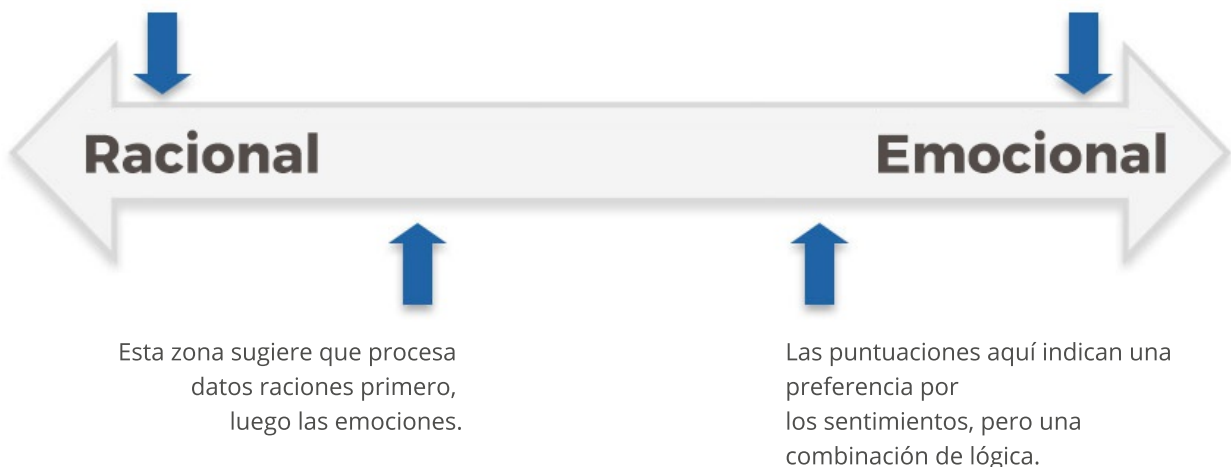 Racional
Emocional
Esta zona sugiere que procesa
datos raciones primero,
luego las emociones.
Las puntuaciones aquí indican una
preferencia por
los sentimientos, pero una
combinación de lógica.